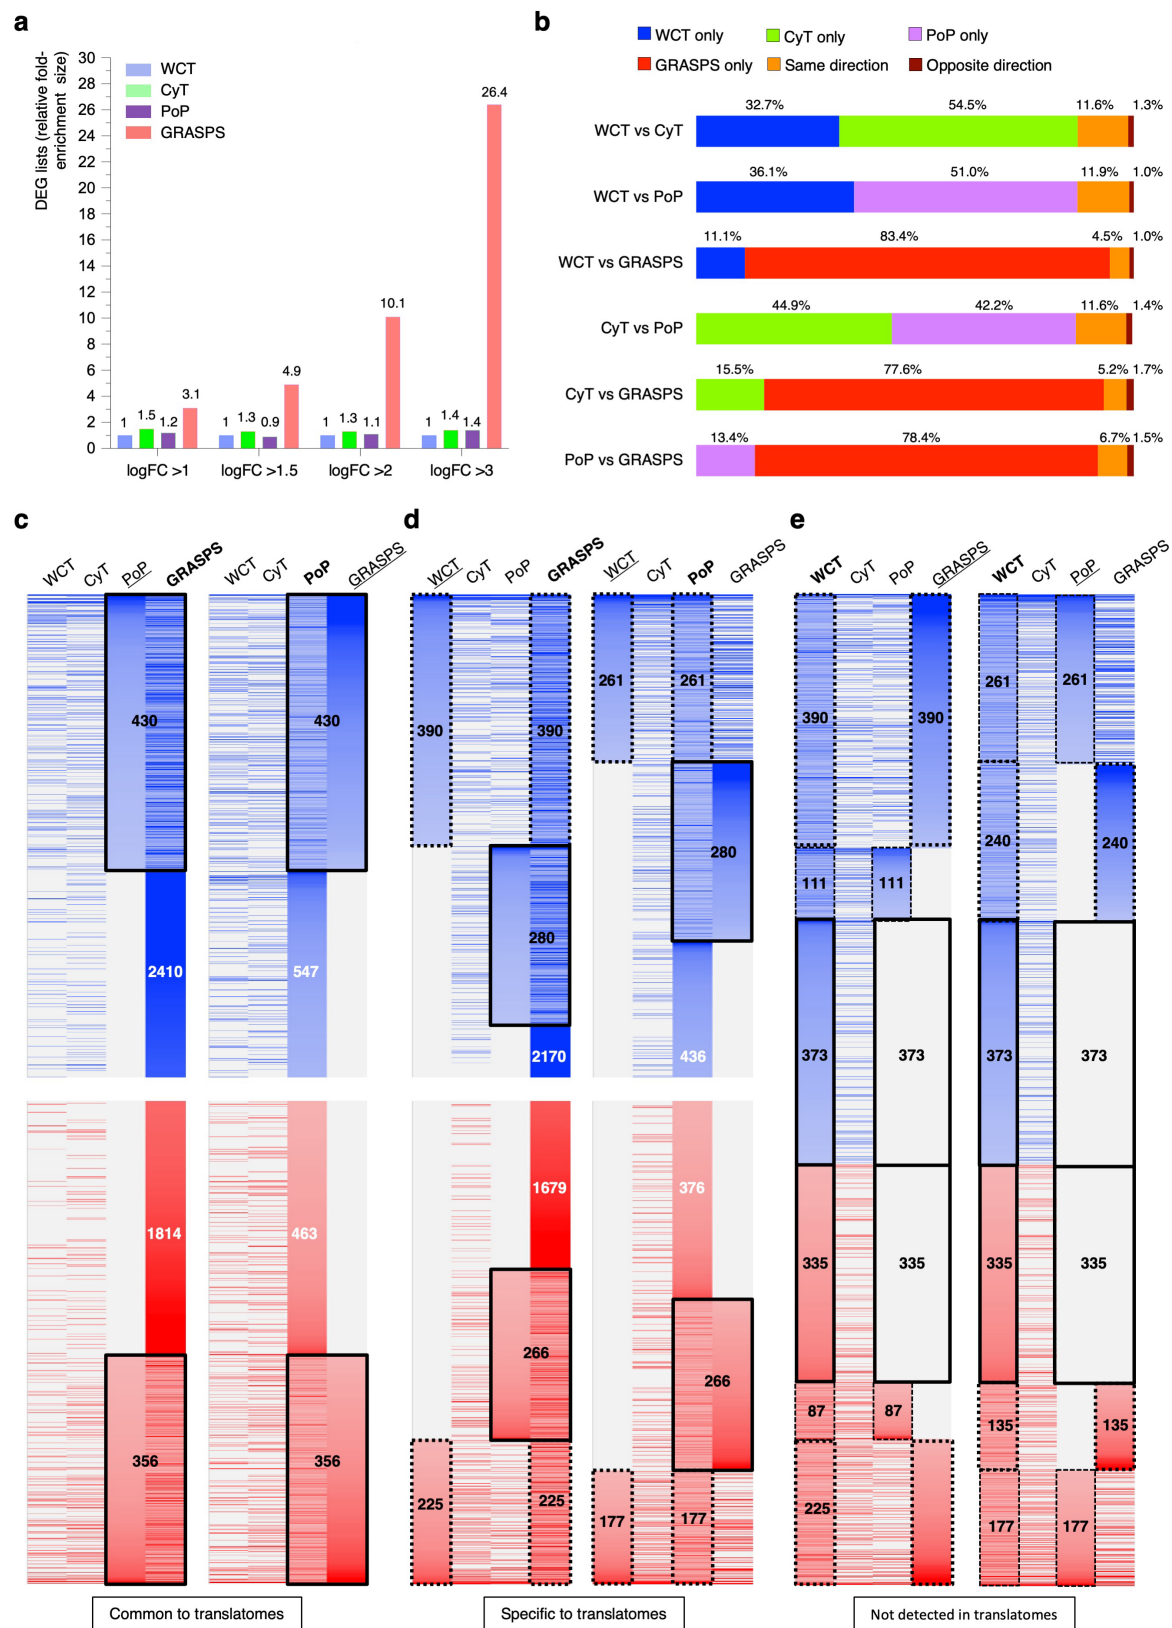 a
DEG lists (relative fold-
enrichment size)
30
28
26
24
22
20
18
16
14
12
10
8
6
4
2
0
WCT
CyT
PoP
GRASPS
1 1.5 1.2 3.1
1 1.3 0.9 4.9
1 1.3 1.1 10.1
1 1.4 1.4 26.4
logFC >1 logFC >1.5 logFC >2 logFC >3
b
WCT only CyT only PoP only
GRASPS only Same direction Opposite direction
32.7% 54.5% 11.6% 1.3%
WCT vs CyT
36.1% 51.0% 11.9% 1.0%
WCT vs PoP
11.1% 83.4% 4.5% 1.0%
WCT vs GRASPS
44.9% 42.2% 11.6% 1.4%
CyT vs PoP
15.5% 77.6% 5.2% 1.7%
CyT vs GRASPS
13.4% 78.4% 6.7% 1.5%
PoP vs GRASPS
c
WCT CyT PoP GRASPS WCT CyT PoP GRASPS
430 430
2410 547
1814 463
356 356
Common to translatomes
d
WCT CyT PoP GRASPS WCT CyT PoP GRASPS
390 390 261 261
280 280
2170 436
1679 376
266 266
225 225 177 177
Specific to translatomes
e
WCT CyT PoP GRASPS WCT CyT PoP GRASPS
390 390 261 261
111 111 240 240
373 373 373 373
335 335 335 335
87 87 135 135
225 177 177
Not detected in translatomes